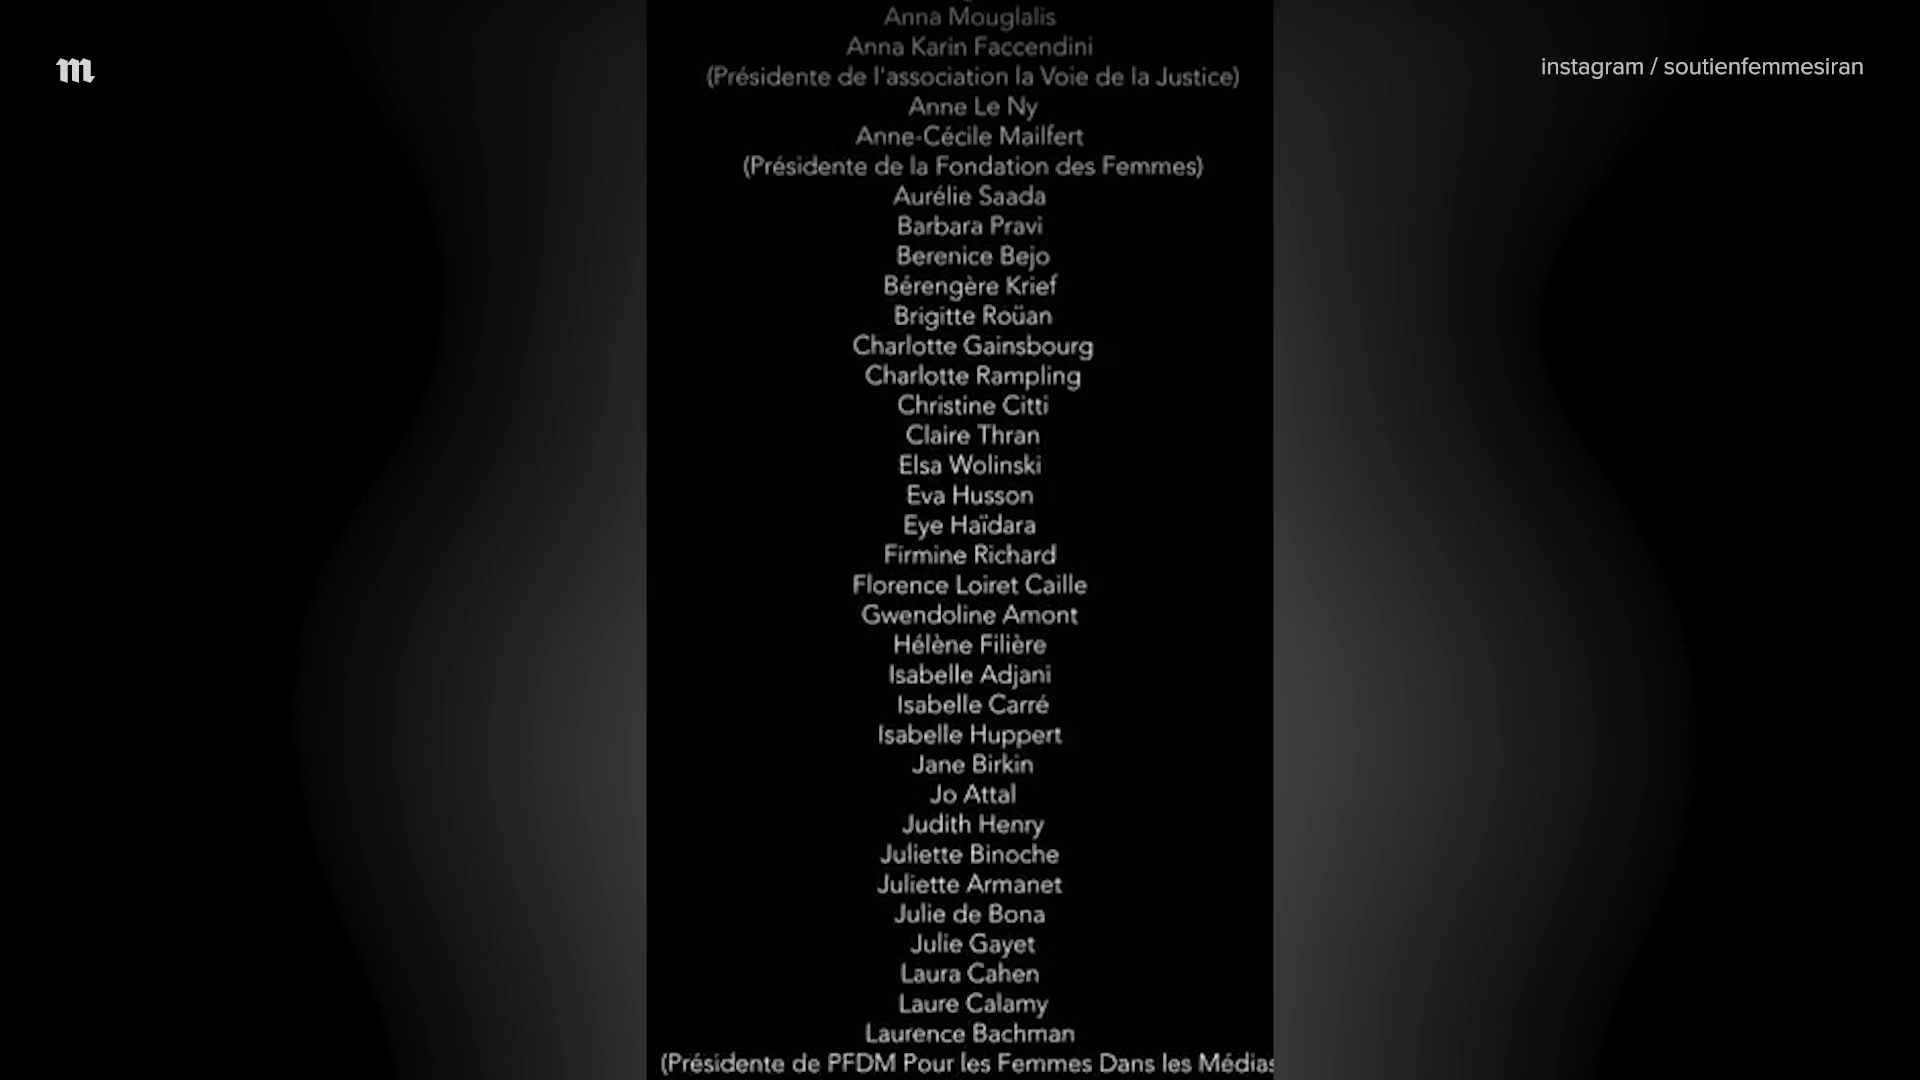 m
instagram / soutienfemmesiran
Anna Mouglalis
Anna Karin Faccendini
(Présidente de l'association la Voie de la Justice)
Anne Le Ny
Anne-Cécile Mailfert
(Présidente de la Fondation des Femmes)
Aurélie Saada
Barbara Pravi
Berenice Bejo
Bérengère Krief
Brigitte Roüan
Charlotte Gainsbourg
Charlotte Rampling
Christine Citti
Claire Thran
Elsa Wolinski
Eva Husson
Eye Haïdara
Firmine Richard
Florence Loiret Caille
Gwendoline Amont
Hélène Filière
Isabelle Adjani
Isabelle Carré
Isabelle Huppert
Jane Birkin
Jo Attal
Judith Henry
Juliette Binoche
Juliette Armanet
Julie de Bona
Julie Gayet
Laura Cahen
Laure Calamy
Laurence Bachman
(Présidente de PFDM Pour les Femmes Dans les Médias